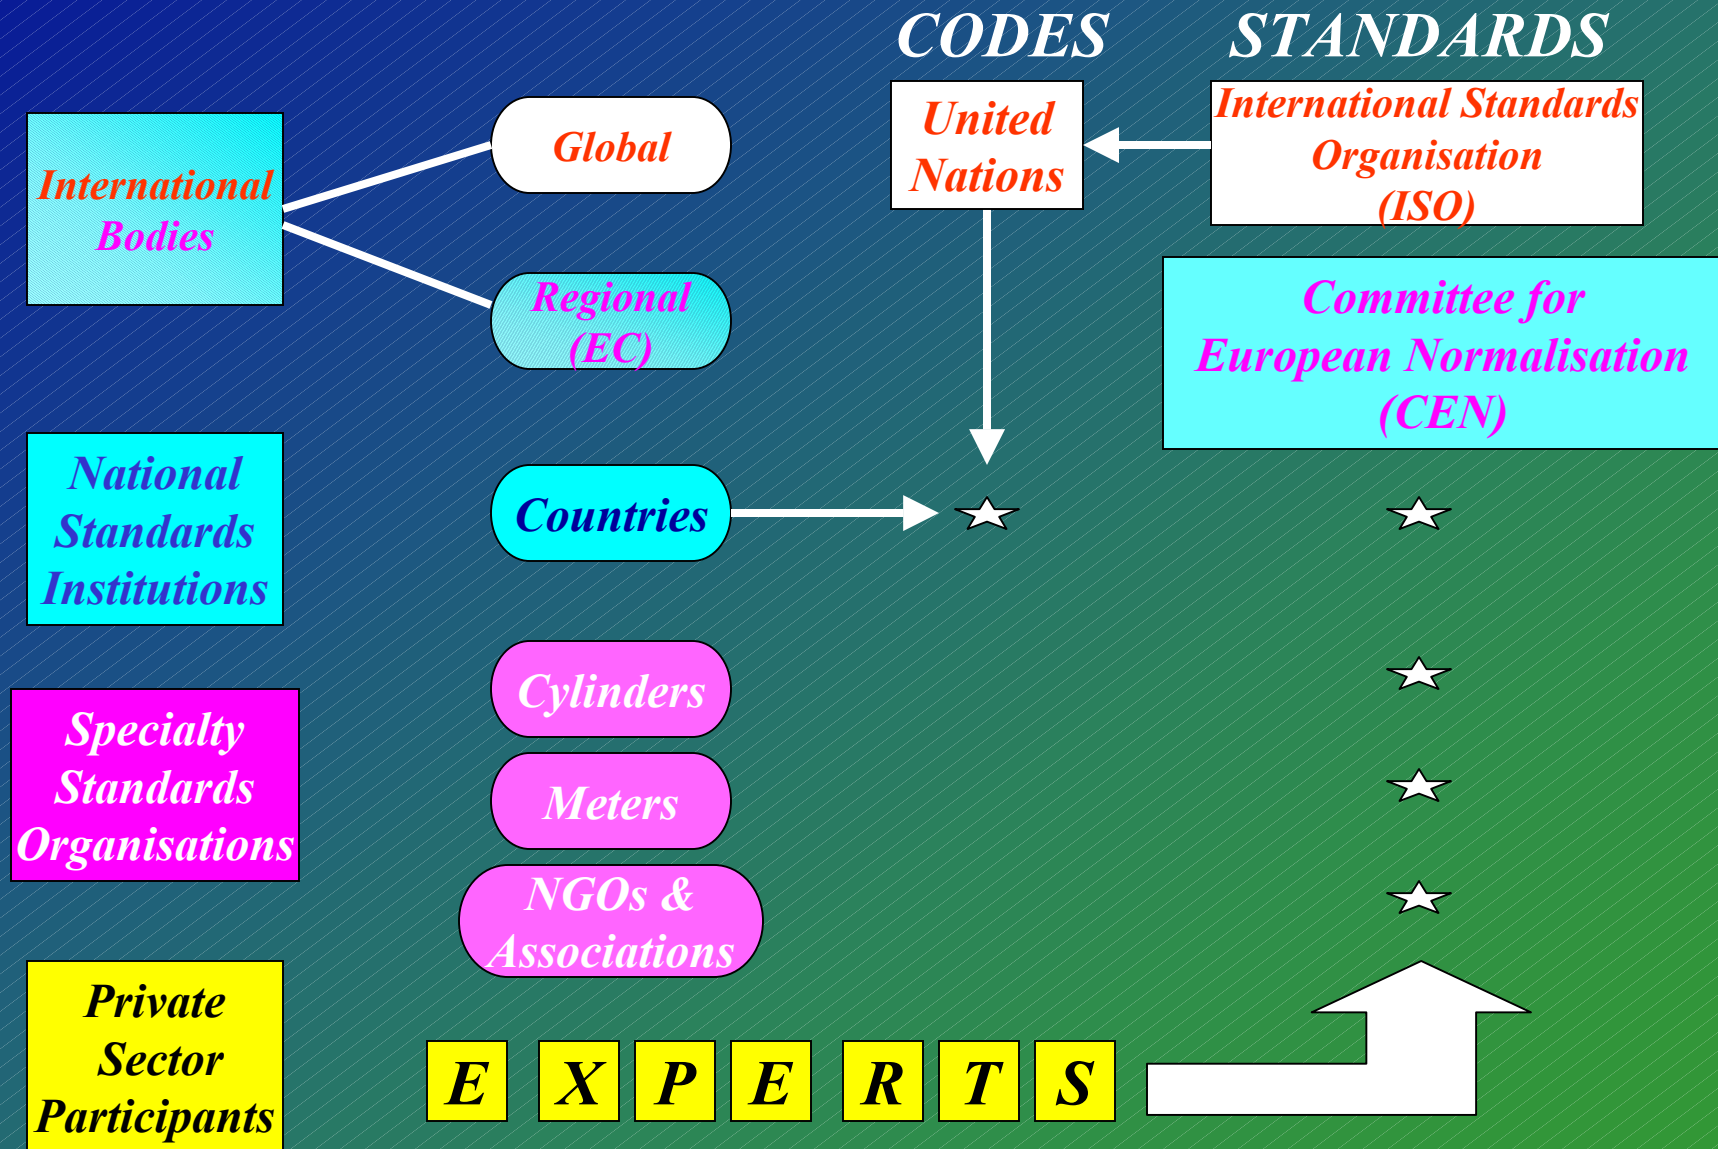 CODES
STANDARDS
International
Bodies
Global
United
Nations
International Standards
Organisation
(ISO)
Regional
(EC)
Committee for
European Normalisation
(CEN)
National
Standards
Institutions
Countries
Specialty
Standards
Organisations
Cylinders
Meters
NGOs &
Associations
Private
Sector
Participants
E X P E R T S